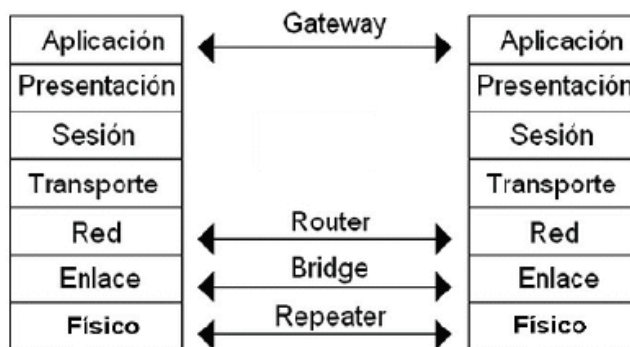 Aplicación Gateway Aplicación
Presentación Presentación
Sesión Sesión
Transporte Transporte
Red Router Red
Enlace Bridge Enlace
Físico Repeater Físico